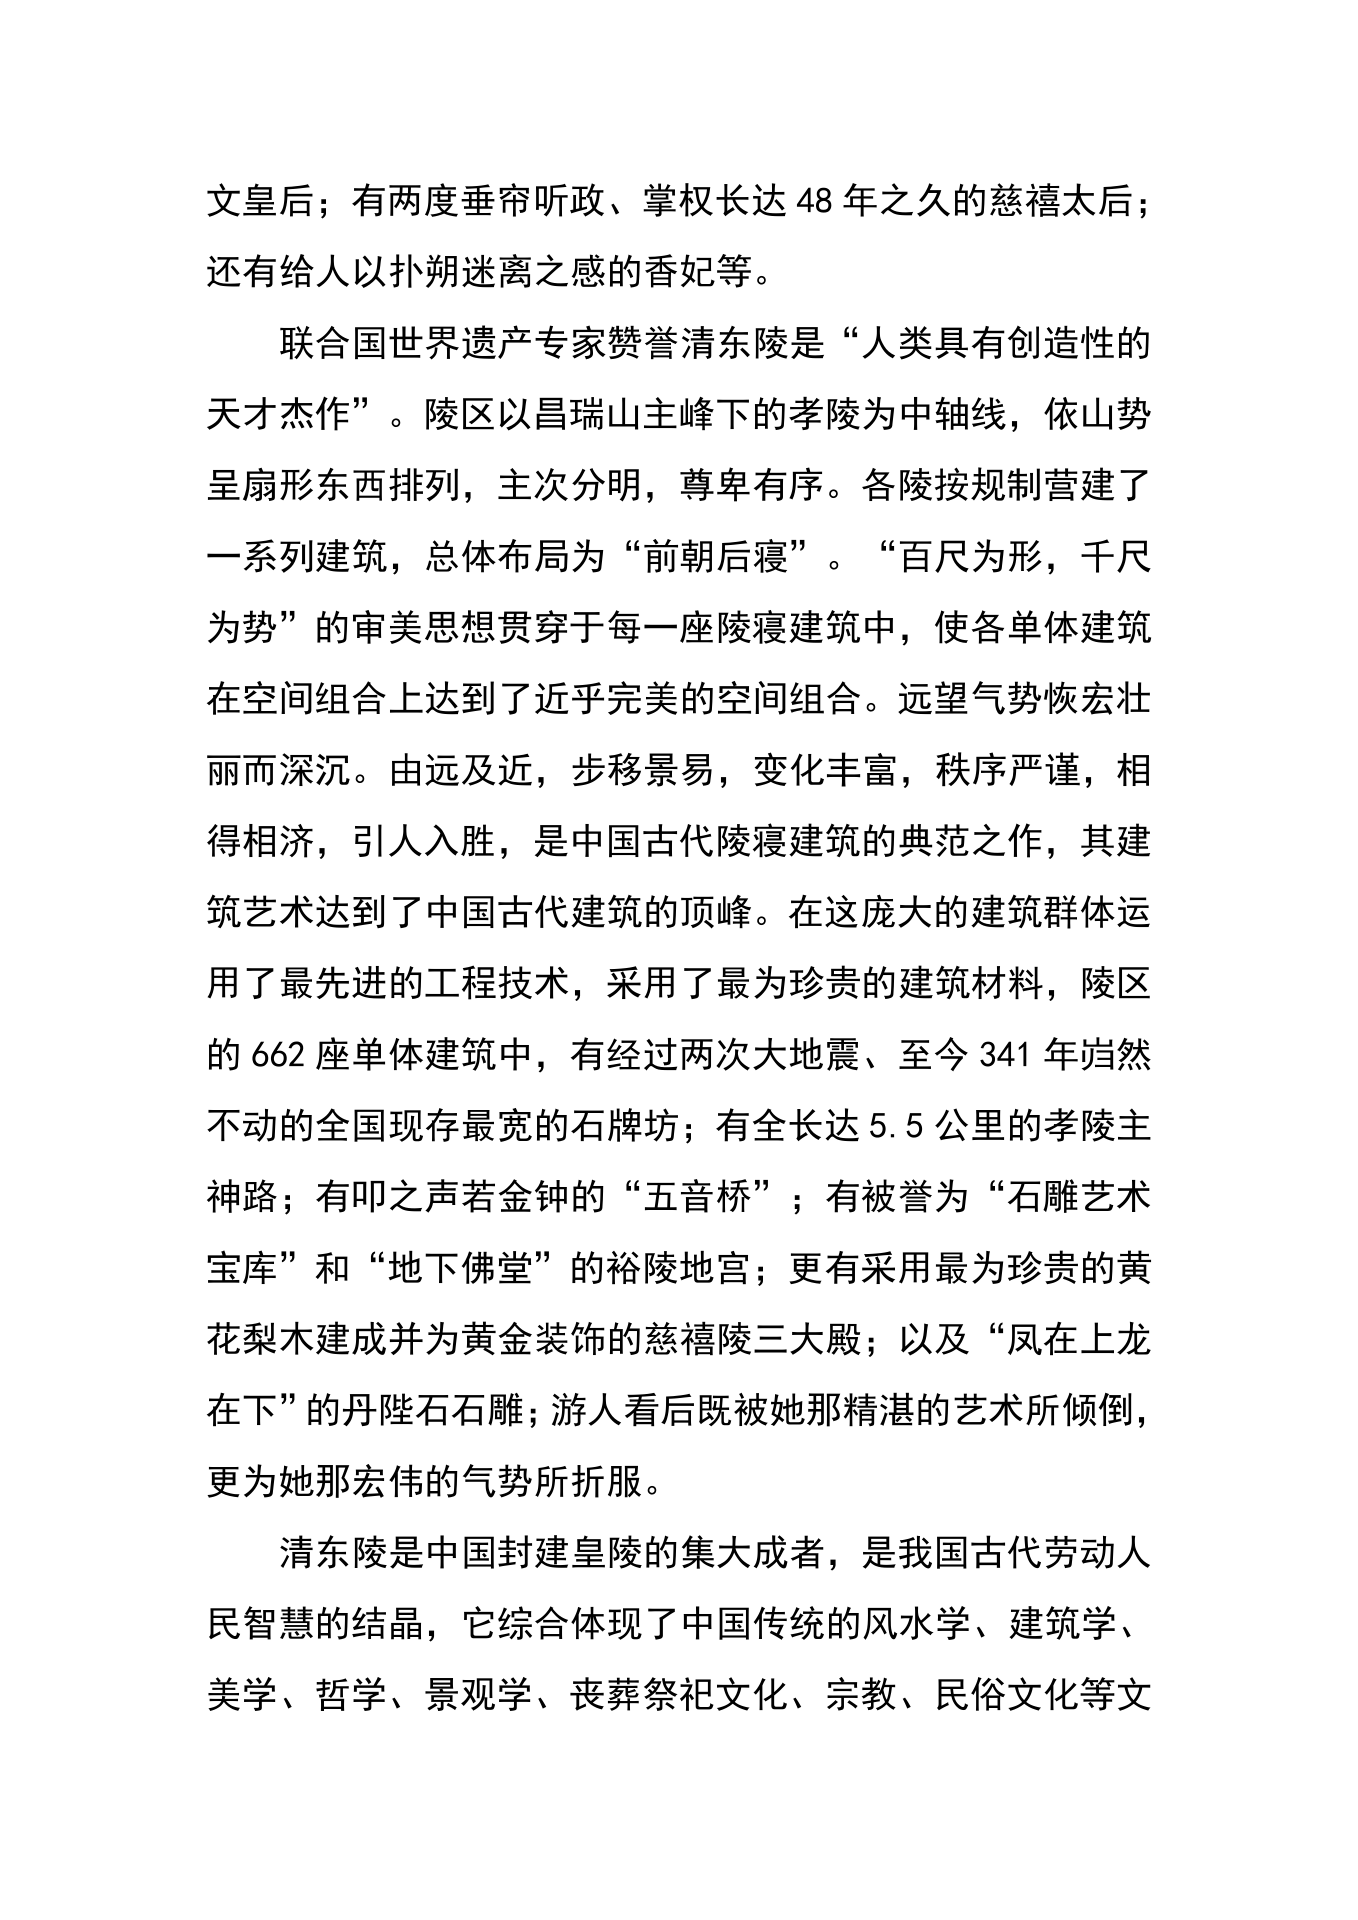 文皇后；有两度垂帘听政、掌权长达 48 年之久的慈禧太后；
还有给人以扑朔迷离之感的香妃等。
联合国世界遗产专家赞誉清东陵是“人类具有创造性的
天才杰作”。陵区以昌瑞山主峰下的孝陵为中轴线，依山势
呈扇形东西排列，主次分明，尊卑有序。各陵按规制营建了
一系列建筑，总体布局为“前朝后寝”。“百尺为形，千尺
为势”的审美思想贯穿于每一座陵寝建筑中，使各单体建筑
在空间组合上达到了近乎完美的空间组合。远望气势恢宏壮
丽而深沉。由远及近，步移景易，变化丰富，秩序严谨，相
得相济，引人入胜，是中国古代陵寝建筑的典范之作，其建
筑艺术达到了中国古代建筑的顶峰。在这庞大的建筑群体运
用了最先进的工程技术，采用了最为珍贵的建筑材料，陵区
的 662 座单体建筑中，有经过两次大地震、至今 341 年岿然
不动的全国现存最宽的石牌坊；有全长达 5.5 公里的孝陵主
神路；有叩之声若金钟的“五音桥”；有被誉为“石雕艺术
宝库”和“地下佛堂”的裕陵地宫；更有采用最为珍贵的黄
花梨木建成并为黄金装饰的慈禧陵三大殿；以及“凤在上龙
在下”的丹陛石石雕；游人看后既被她那精湛的艺术所倾倒，
更为她那宏伟的气势所折服。
清东陵是中国封建皇陵的集大成者，是我国古代劳动人
民智慧的结晶，它综合体现了中国传统的风水学、建筑学、
美学、哲学、景观学、丧葬祭祀文化、宗教、民俗文化等文